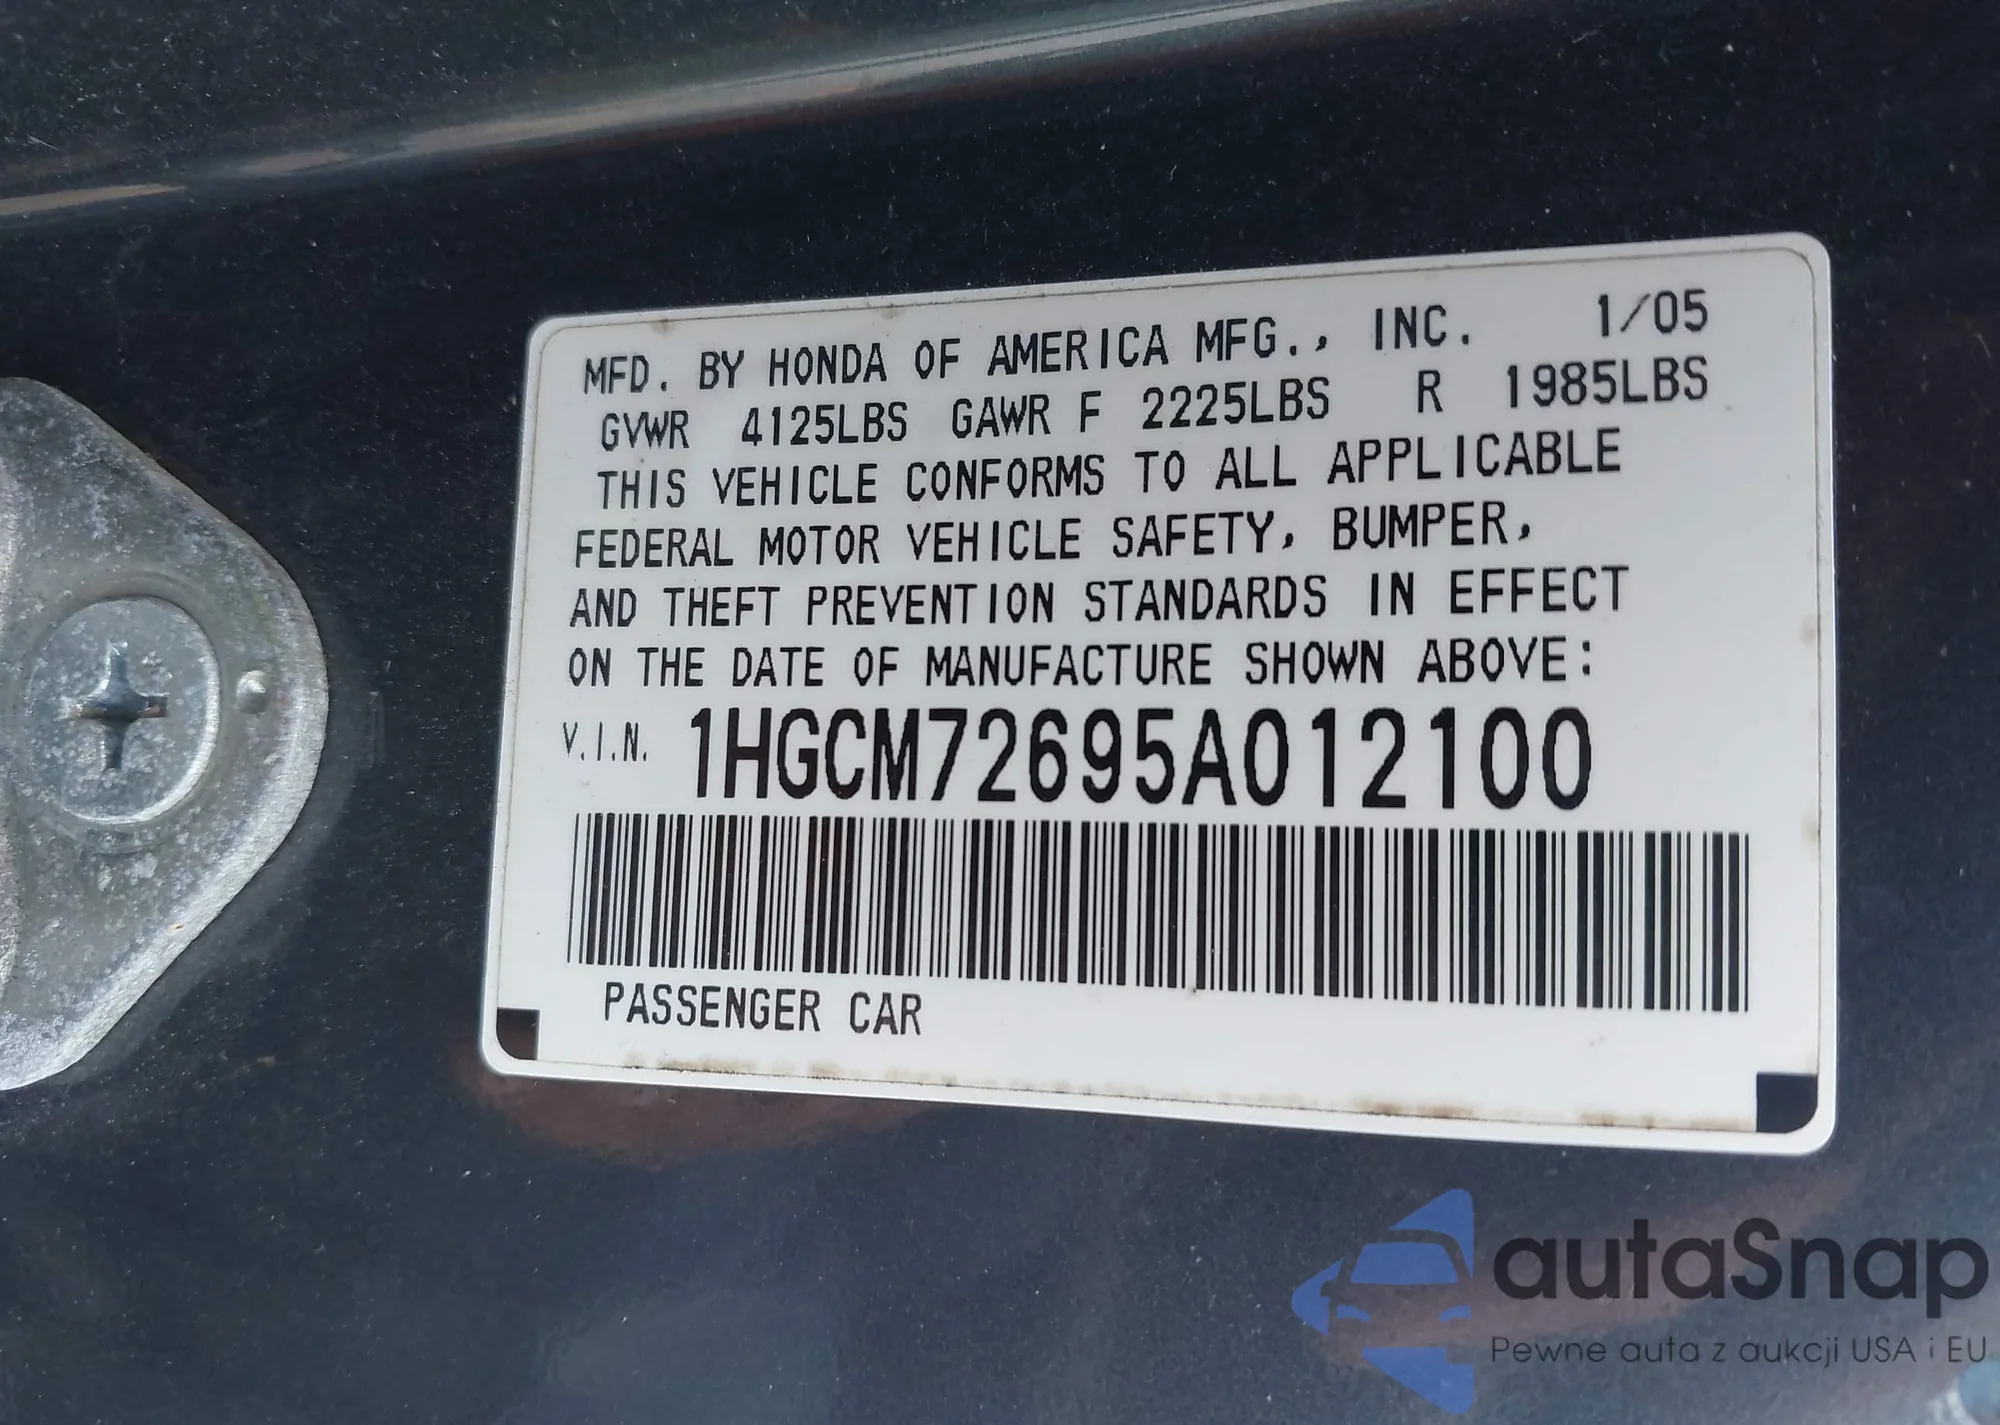 MFD. BY HONDA OF AMERICA MFG., INC. 1/05
GVWR 4125LBS GAWR F 2225LBS R 1985LBS
THIS VEHICLE CONFORMS TO ALL APPLICABLE
FEDERAL MOTOR VEHICLE SAFETY, BUMPER,
AND THEFT PREVENTION STANDARDS IN EFFECT
ON THE DATE OF MANUFACTURE SHOWN ABOVE:
V.I.N. 1HGCM72695A012100
PASSENGER CAR
autaSnap
Pewne auta z aukcji USA i EU